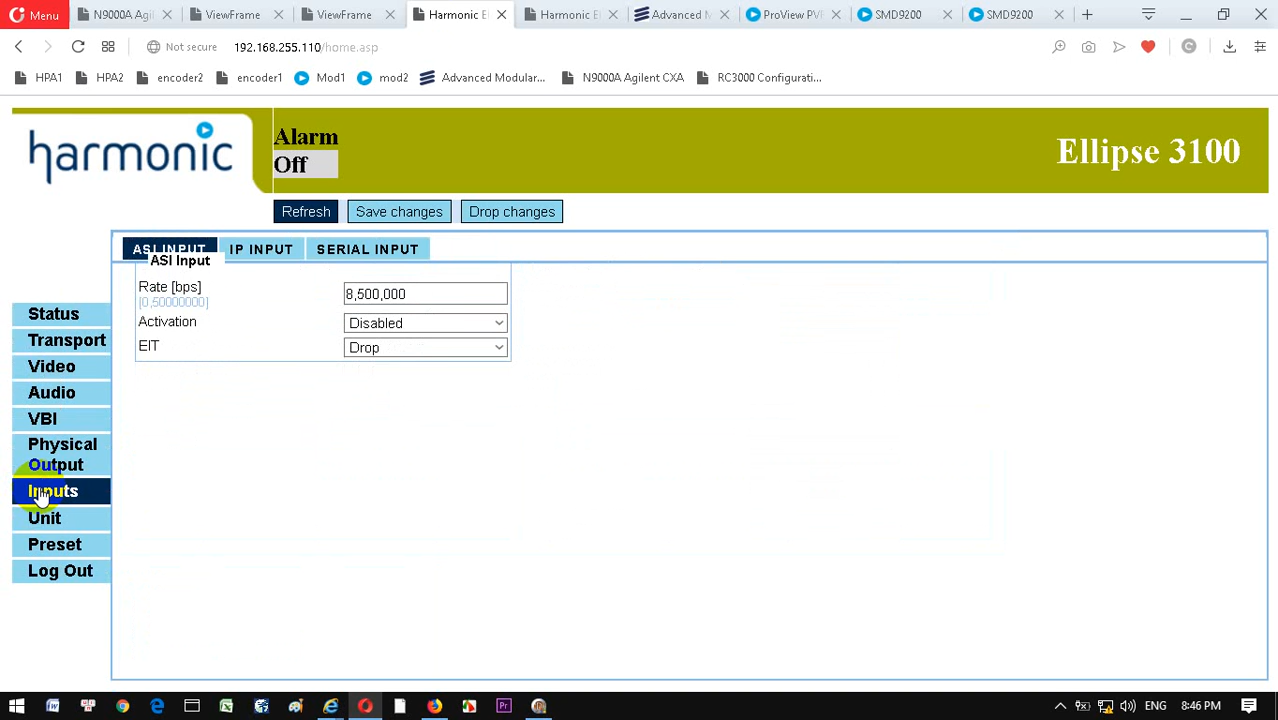 Menu
N9000A Agil
ViewFrame
ViewFrame
Harmonic E
Harmonic E
Advanced M
ProView PVR
SMD9200
SMD9200
Not secure
192.168.255.110/home.asp
HPA1
HPA2
encoder2
encoder1
Mod1
mod2
Advanced Modular...
N9000A Agilent CXA
RC3000 Configurati...
harmonic
Alarm
Off
Ellipse 3100
Refresh
Save changes
Drop changes
ASI INPUT
IP INPUT
SERIAL INPUT
ASI Input
Rate [bps]
[0,50000000]
8,500,000
Activation
Disabled
EIT
Drop
Status
Transport
Video
Audio
VBI
Physical
Output
Inputs
Unit
Preset
Log Out
ENG
8:46 PM